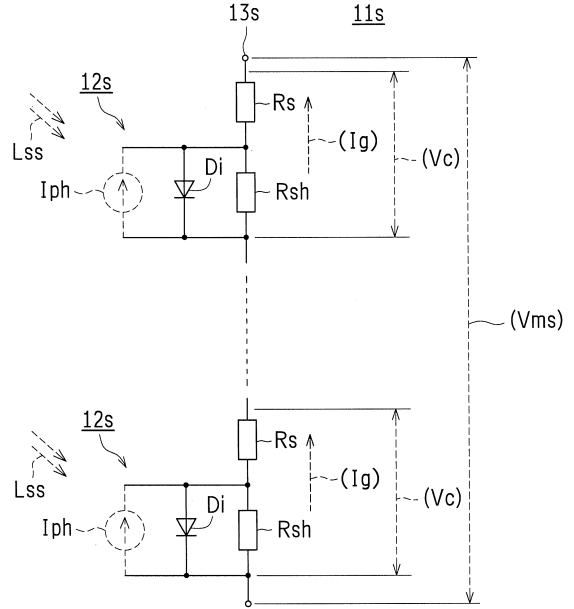 13s
11s
12s
Rs
(Ig)
(Vc)
Lss
Di
Iph
Rsh
(Vms)
12s
Rs
(Ig)
(Vc)
Lss
Di
Iph
Rsh